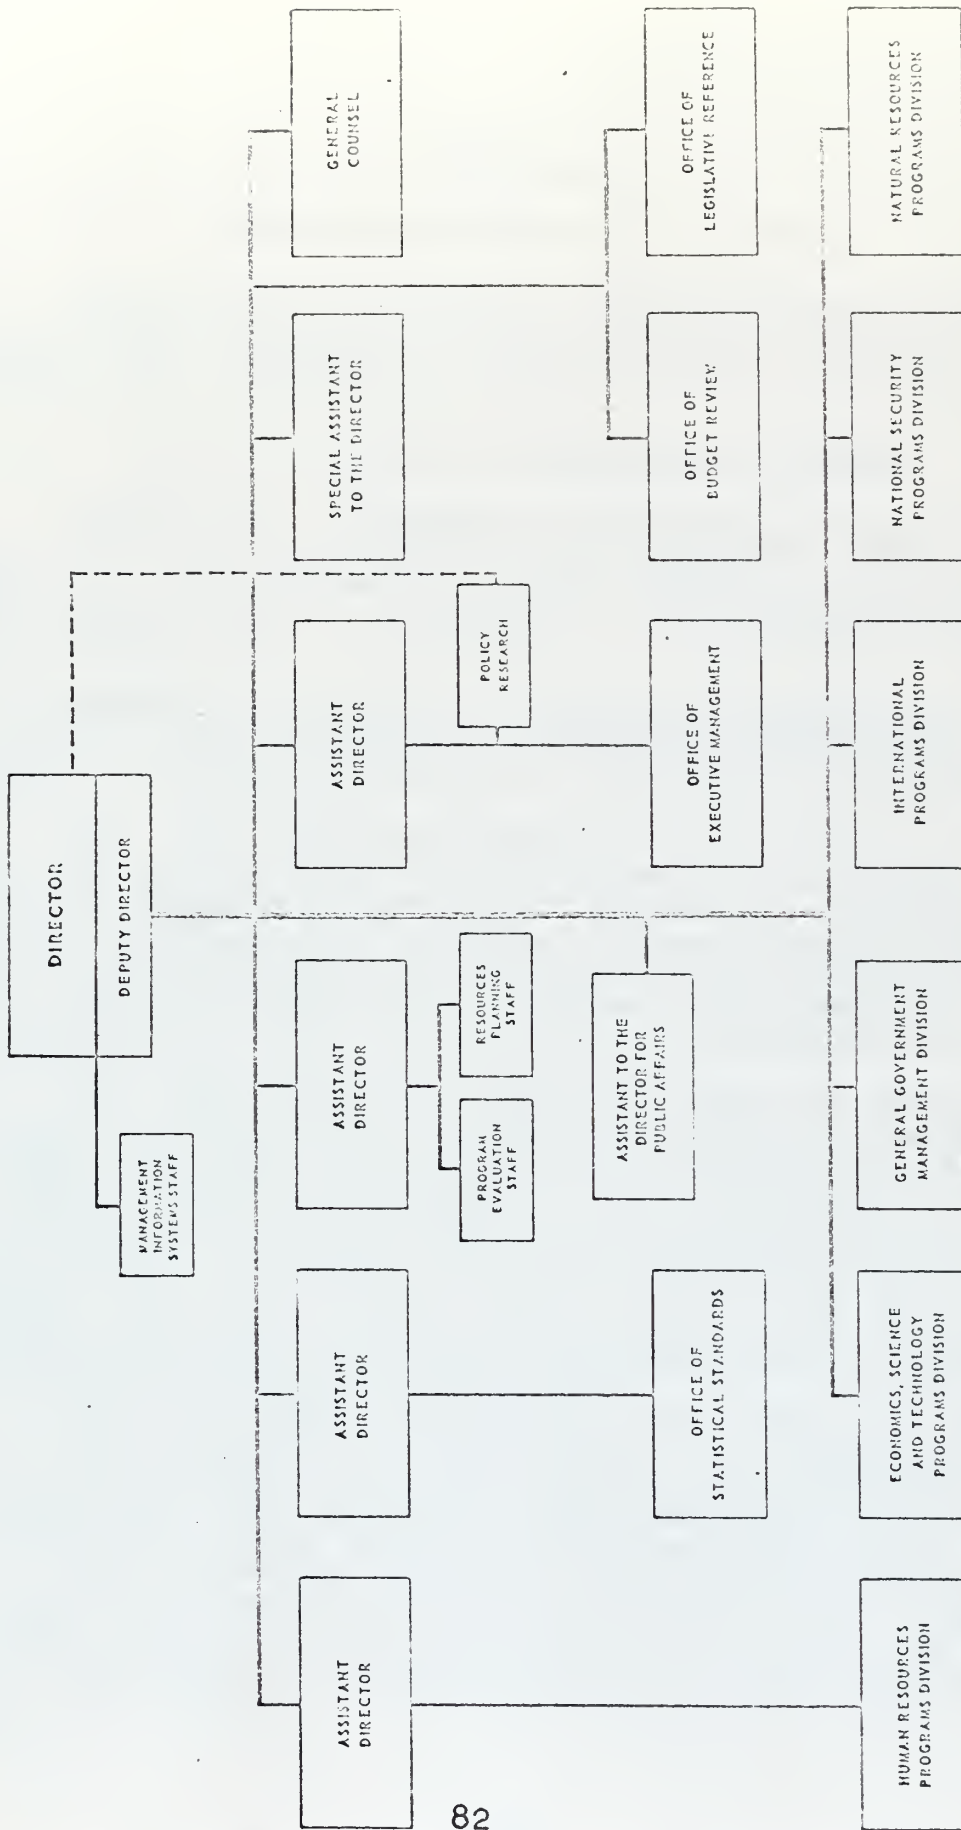 DIRECTOR
DEPUTY DIRECTOR
MANAGEMENT
INFORMATION
SYSTEMS STAFF
ASSISTANT
DIRECTOR
ASSISTANT
DIRECTOR
ASSISTANT
DIRECTOR
ASSISTANT
DIRECTOR
SPECIAL ASSISTANT
TO THE DIRECTOR
GENERAL
COUNSEL
PROGRAM
EVALUATION
STAFF
RESOURCES
PLANNING
STAFF
POLICY
RESEARCH
ASSISTANT TO THE
DIRECTOR FOR
PUBLIC AFFAIRS
OFFICE OF
STATISTICAL STANDARDS
OFFICE OF
EXECUTIVE MANAGEMENT
OFFICE OF
BUDGET REVIEW
OFFICE OF
LEGISLATIVE REFERENCE
HUMAN RESOURCES
PROGRAMS DIVISION
ECONOMICS, SCIENCE
AND TECHNOLOGY
PROGRAMS DIVISION
GENERAL GOVERNMENT
MANAGEMENT DIVISION
INTERNATIONAL
PROGRAMS DIVISION
NATIONAL SECURITY
PROGRAMS DIVISION
NATURAL RESOURCES
PROGRAMS DIVISION
82